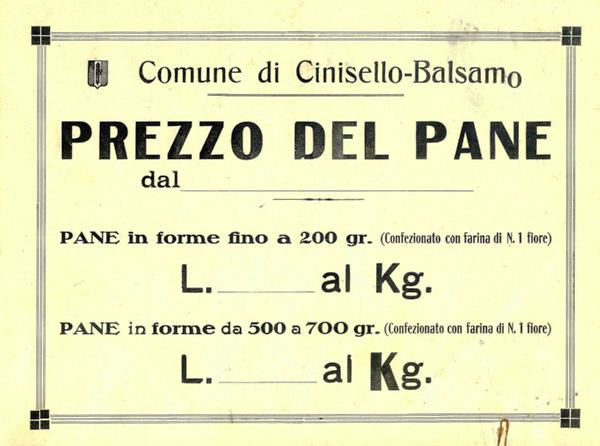 Comune di Cinisello-Balsamo
PREZZO DEL PANE
dal
PANE in forme fino a 200 gr. (Confezionato con farina di N. 1 fiore)
L. al Kg.
PANE in forme da 500 a 700 gr. (Confezionato con farina di N. 1 fiore)
L. al Kg.